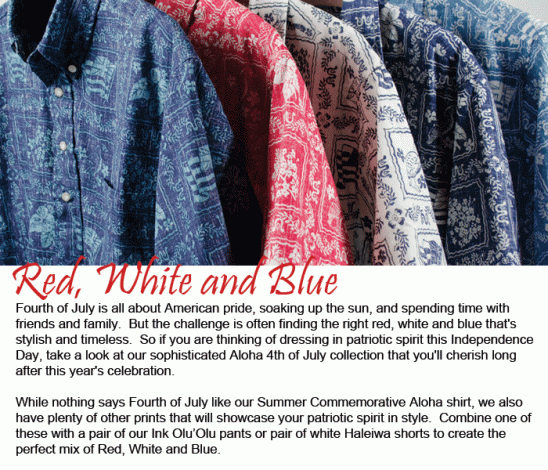 Red, White and Blue
Fourth of July is all about American pride, soaking up the sun, and spending time with
friends and family.  But the challenge is often finding the right red, white and blue that's
stylish and timeless.  So if you are thinking of dressing in patriotic spirit this Independence
Day, take a look at our sophisticated Aloha 4th of July collection that you'll cherish long
after this year's celebration.
While nothing says Fourth of July like our Summer Commemorative Aloha shirt, we also
have plenty of other prints that will showcase your patriotic spirit in style.  Combine one of
these with a pair of our Ink Olu'Olu pants or pair of white Haleiwa shorts to create the
perfect mix of Red, White and Blue.